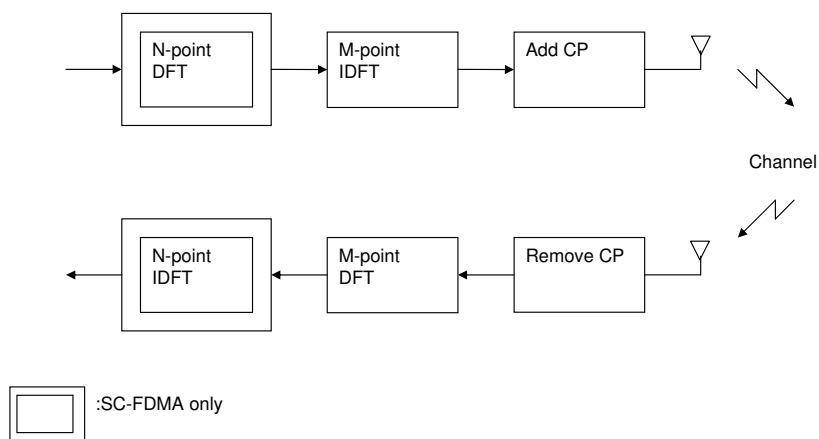 N-point
DFT
M-point
IDFT
Add CP
Channel
N-point
IDFT
M-point
DFT
Remove CP
:SC-FDMA only